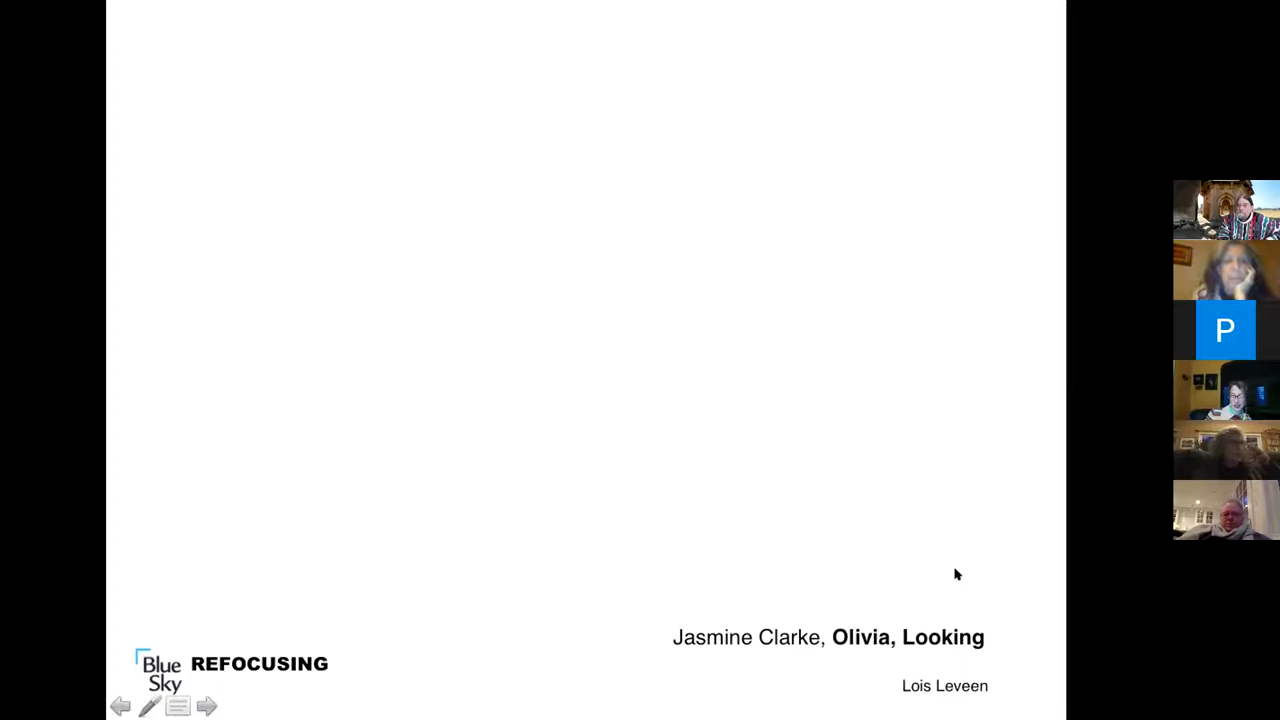 P
Jasmine Clarke, Olivia, Looking
Blue
Sky
REFOCUSING
Lois Leveen